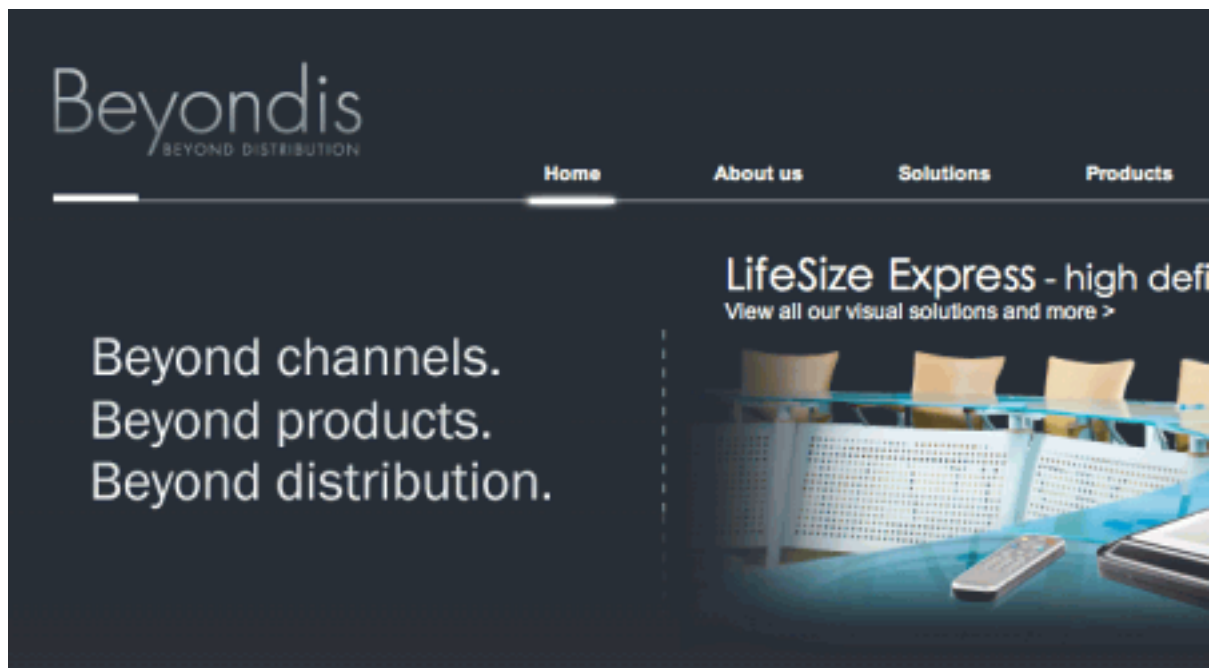 Beyondis
BEYOND DISTRIBUTION
Home About us Solutions Products
LifeSize Express - high defi
View all our visual solutions and more >
Beyond channels.
Beyond products.
Beyond distribution.